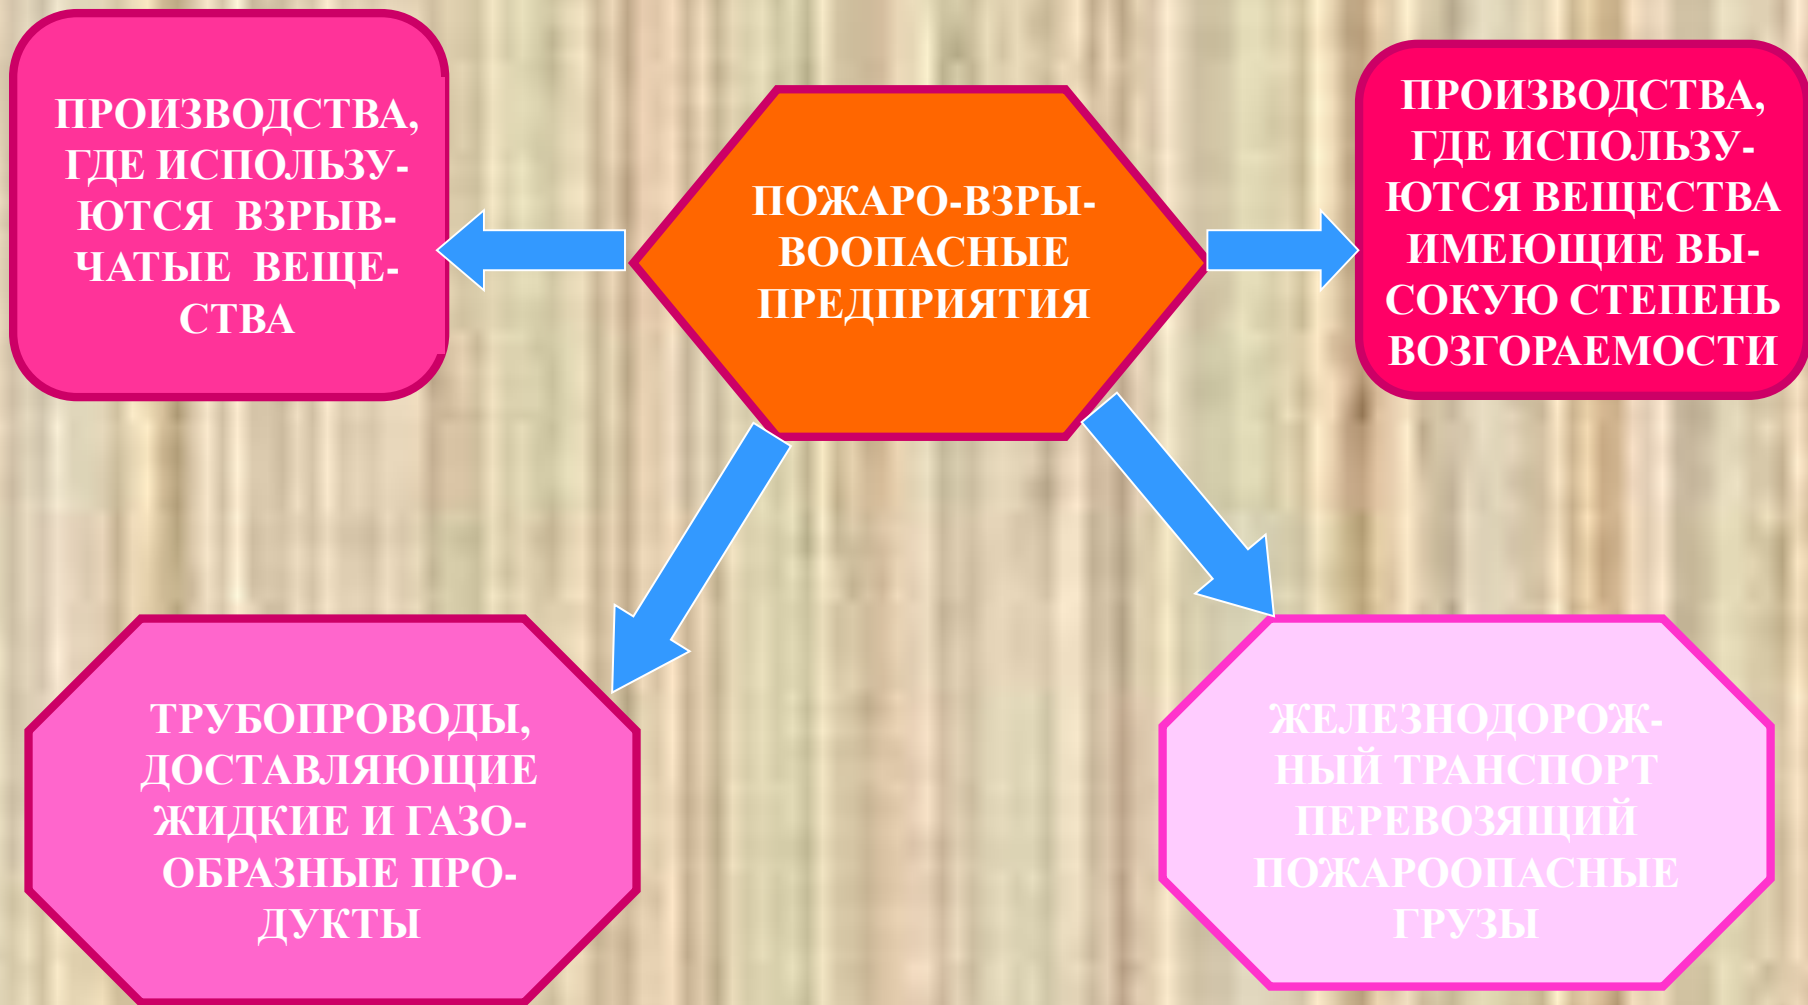 ПРОИЗВОДСТВА,
ГДЕ ИСПОЛЬЗУ-
ЮТСЯ ВЗРЫВ-
ЧАТЫЕ ВЕЩЕ-
СТВА
ПОЖАРО-ВЗРЫ-
ВООПАСНЫЕ
ПРЕДПРИЯТИЯ
ПРОИЗВОДСТВА,
ГДЕ ИСПОЛЬЗУ-
ЮТСЯ ВЕЩЕСТВА
ИМЕЮЩИЕ ВЫ-
СОКУЮ СТЕПЕНЬ
ВОЗГОРАЕМОСТИ
ТРУБОПРОВОДЫ,
ДОСТАВЛЯЮЩИЕ
ЖИДКИЕ И ГАЗО-
ОБРАЗНЫЕ ПРО-
ДУКТЫ
ЖЕЛЕЗНОДОРОЖ-
НЫЙ ТРАНСПОРТ
ПЕРЕВОЗЯЩИЙ
ПОЖАРООПАСНЫЕ
ГРУЗЫ